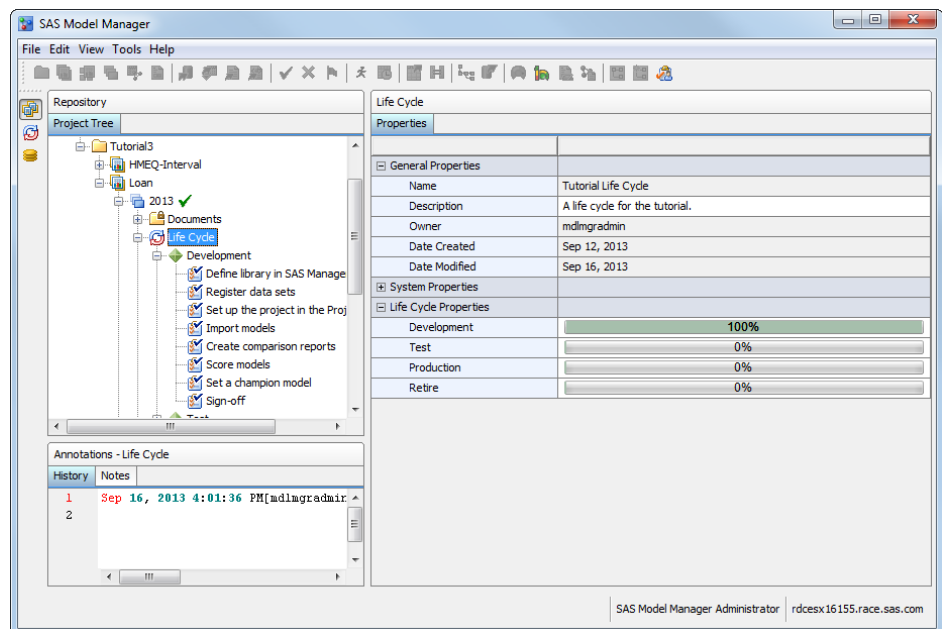 SAS Model Manager
File Edit View Tools Help
Repository
Project Tree
Tutorial3
HMEQ-Interval
Loan
2013
Documents
Life Cycle
Development
Define library in SAS Manage
Register data sets
Set up the project in the Proj
Import models
Create comparison reports
Score models
Set a champion model
Sign-off
Test
Annotations - Life Cycle
History Notes
1 Sep 16, 2013 4:01:36 PM[mdlmgradmin
2
Life Cycle
Properties
General Properties
Name Tutorial Life Cycle
Description A life cycle for the tutorial.
Owner mdlmgradmin
Date Created Sep 12, 2013
Date Modified Sep 16, 2013
System Properties
Life Cycle Properties
Development 100%
Test 0%
Production 0%
Retire 0%
SAS Model Manager Administrator rdcesx16155.race.sas.com